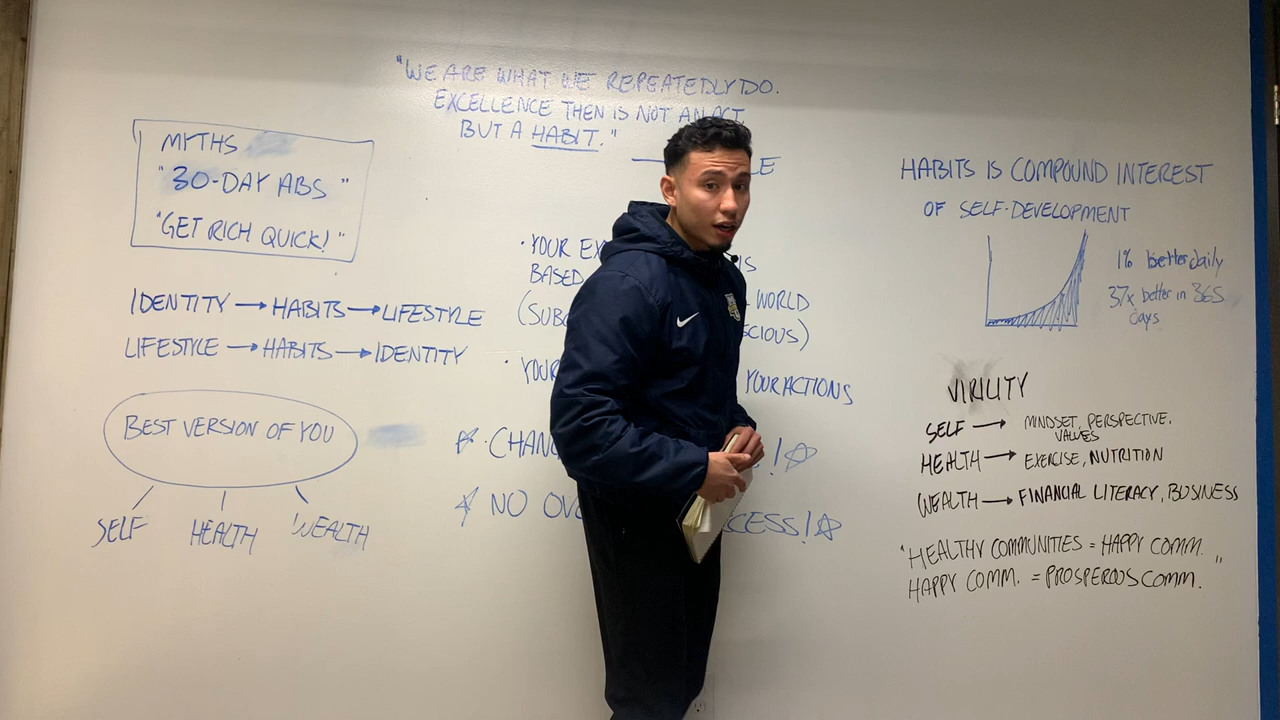 "WE ARE WHAT WE REPEATEDLY DO.
EXCELLENCE THEN IS NOT AN ACT,
BUT A HABIT."
MYTHS
"30-DAY ABS"
"GET RICH QUICK!"
IDENTITY → HABITS → LIFESTYLE
LIFESTYLE → HABITS → IDENTITY
BEST VERSION OF YOU
SELF HEALTH WEALTH
• YOUR
BASED
WORLD
• YOUR YOUR ACTIONS
!
NO
HABITS IS COMPOUND INTEREST
OF SELF-DEVELOPMENT
1% better daily
37x better in 365
days
VIRILITY
SELF → MINDSET, PERSPECTIVE,
VALUES
HEALTH → EXERCISE, NUTRITION
WEALTH → FINANCIAL LITERACY, BUSINESS
"HEALTHY COMMUNITIES = HAPPY COMM.
HAPPY COMM. = PROSPEROUS COMM."